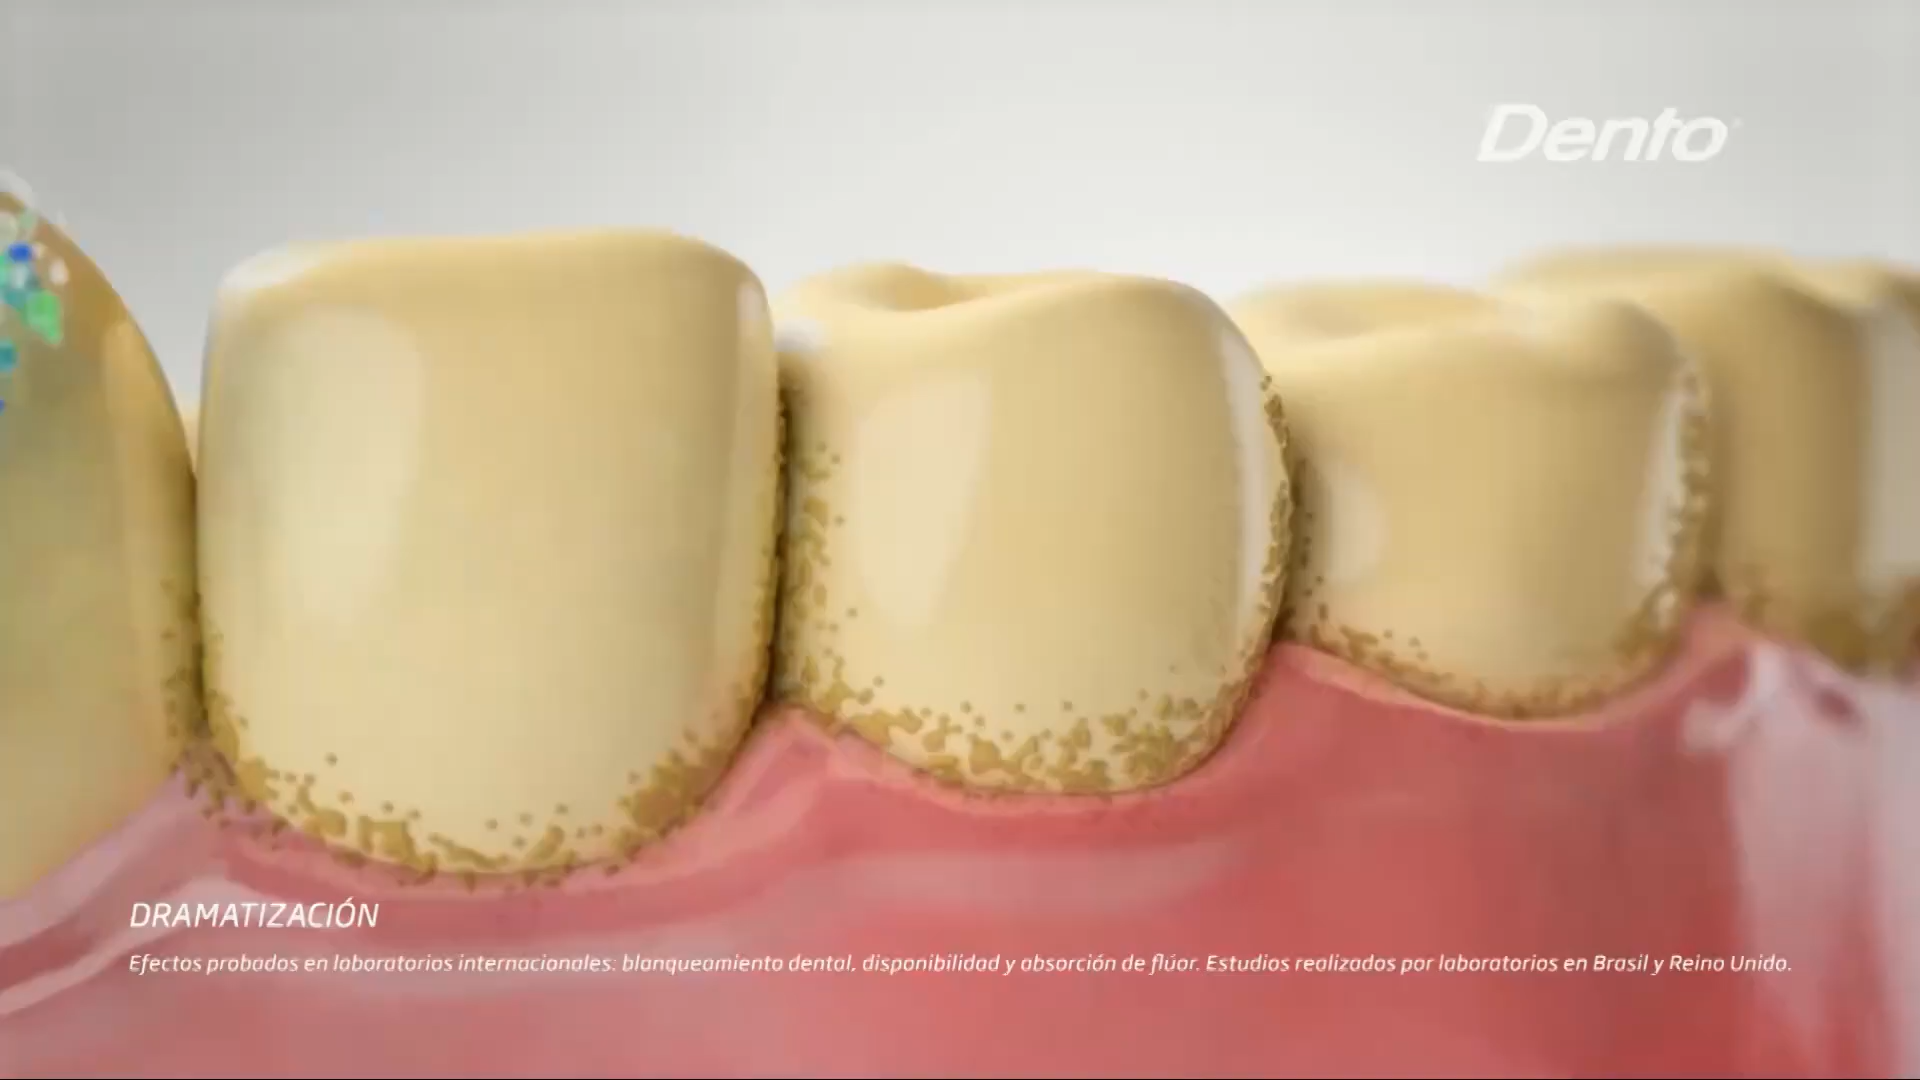 Dento
DRAMATIZACIÓN
Efectos probados en laboratorios internacionales: blanqueamiento dental, disponibilidad y absorción de flúor. Estudios realizados por laboratorios en Brasil y Reino Unido.